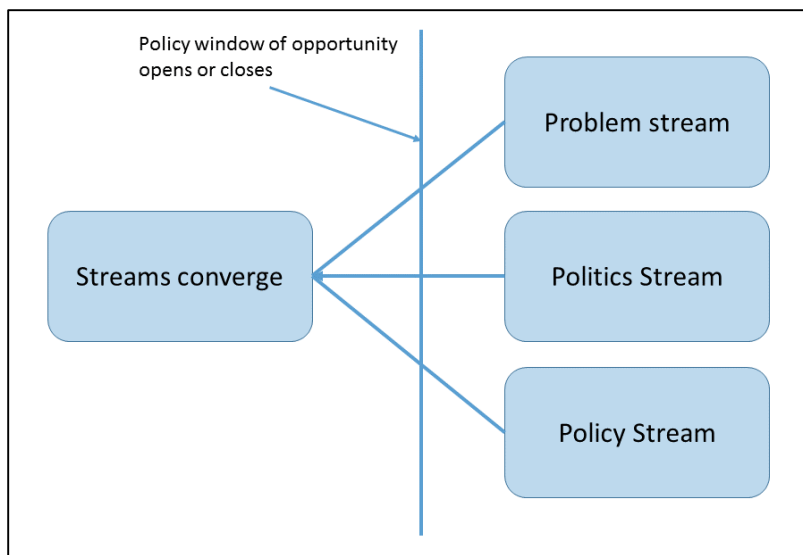 Policy window of opportunity
opens or closes
Problem stream
Streams converge
Politics Stream
Policy Stream